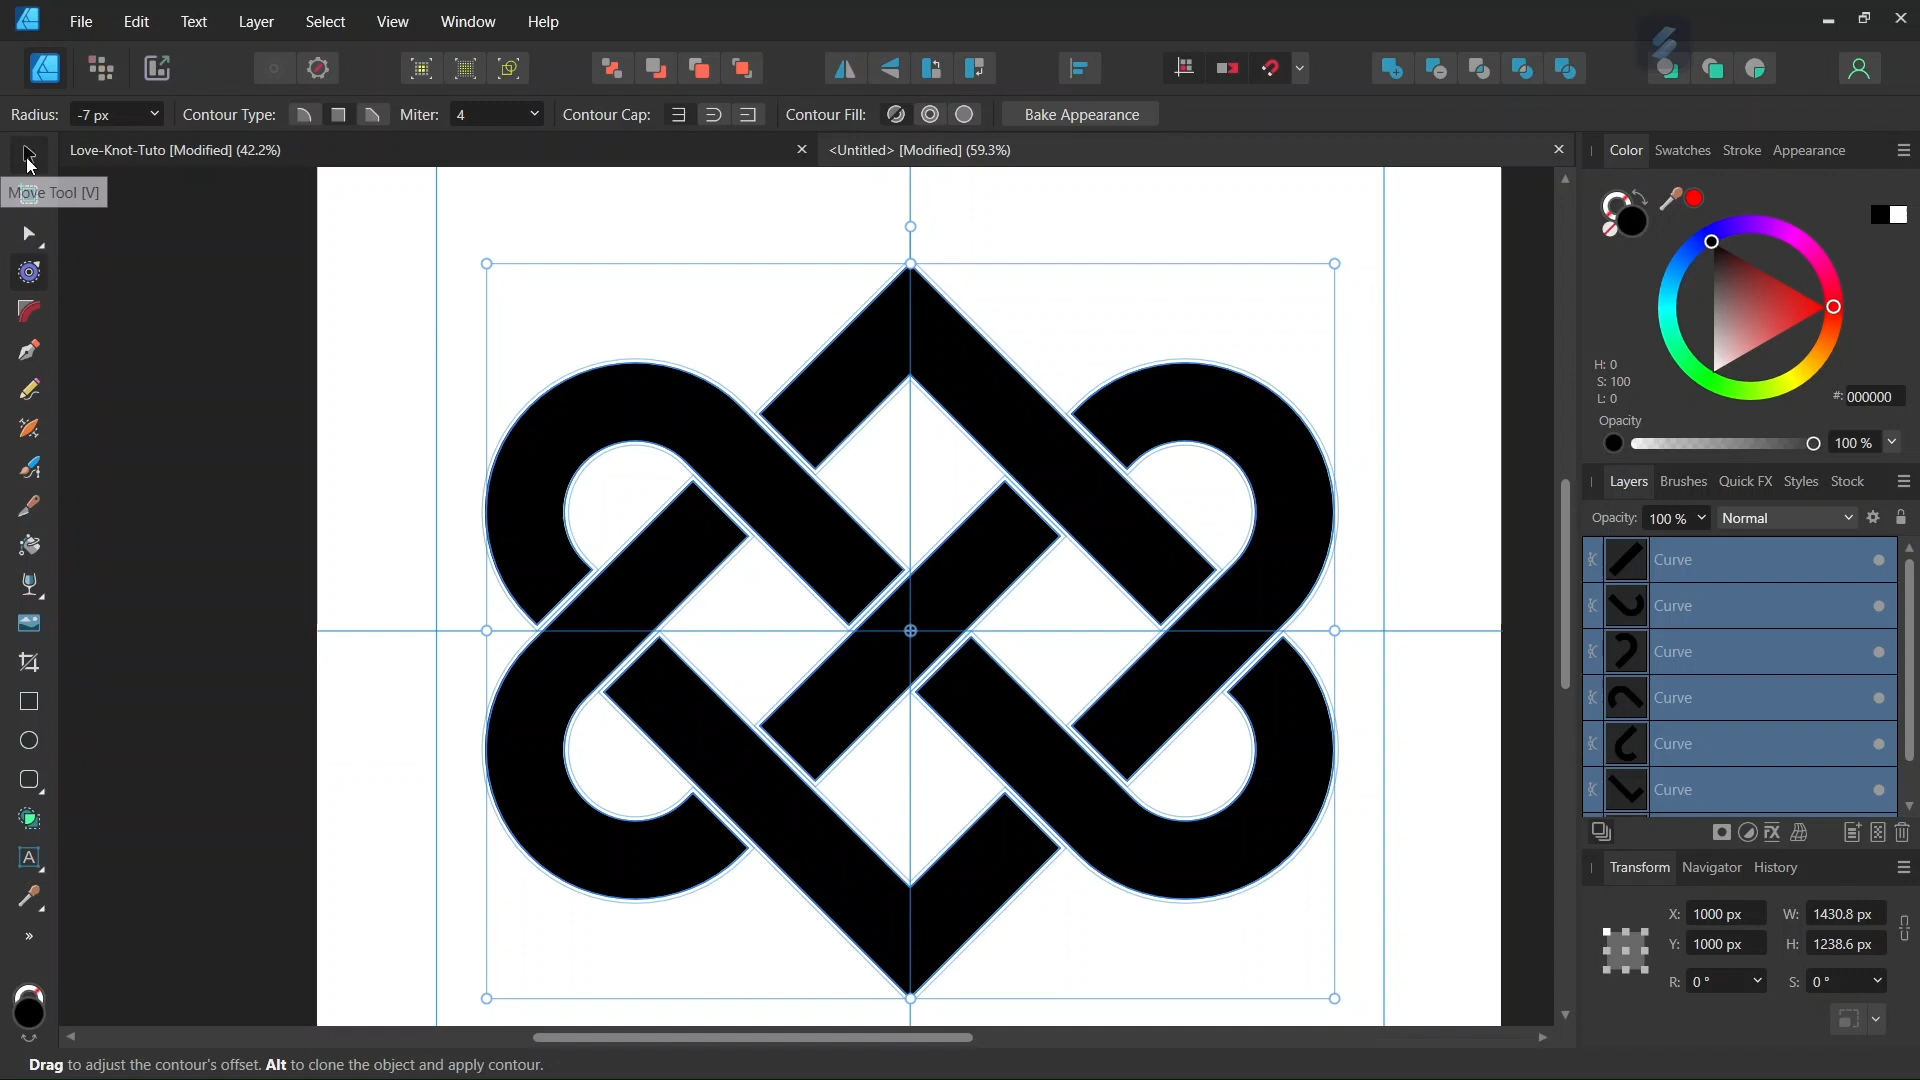 File Edit Text Layer Select View Window Help
Radius: -7 px Contour Type: Miter: 4 Contour Cap: Contour Fill: Bake Appearance
Love-Knot-Tuto [Modified] (42.2%)
<Untitled> [Modified] (59.3%)
Color Swatches Stroke Appearance
Move Tool [V]
H: 0
S: 100
L: 0
#: 000000
Opacity
100 %
Layers Brushes Quick FX Styles Stock
Opacity: 100 % Normal
Curve
Curve
Curve
Curve
Curve
Curve
Transform Navigator History
X: 1000 px W: 1430.8 px
Y: 1000 px H: 1238.6 px
R: 0 ° S: 0 °
Drag to adjust the contour's offset. Alt to clone the object and apply contour.